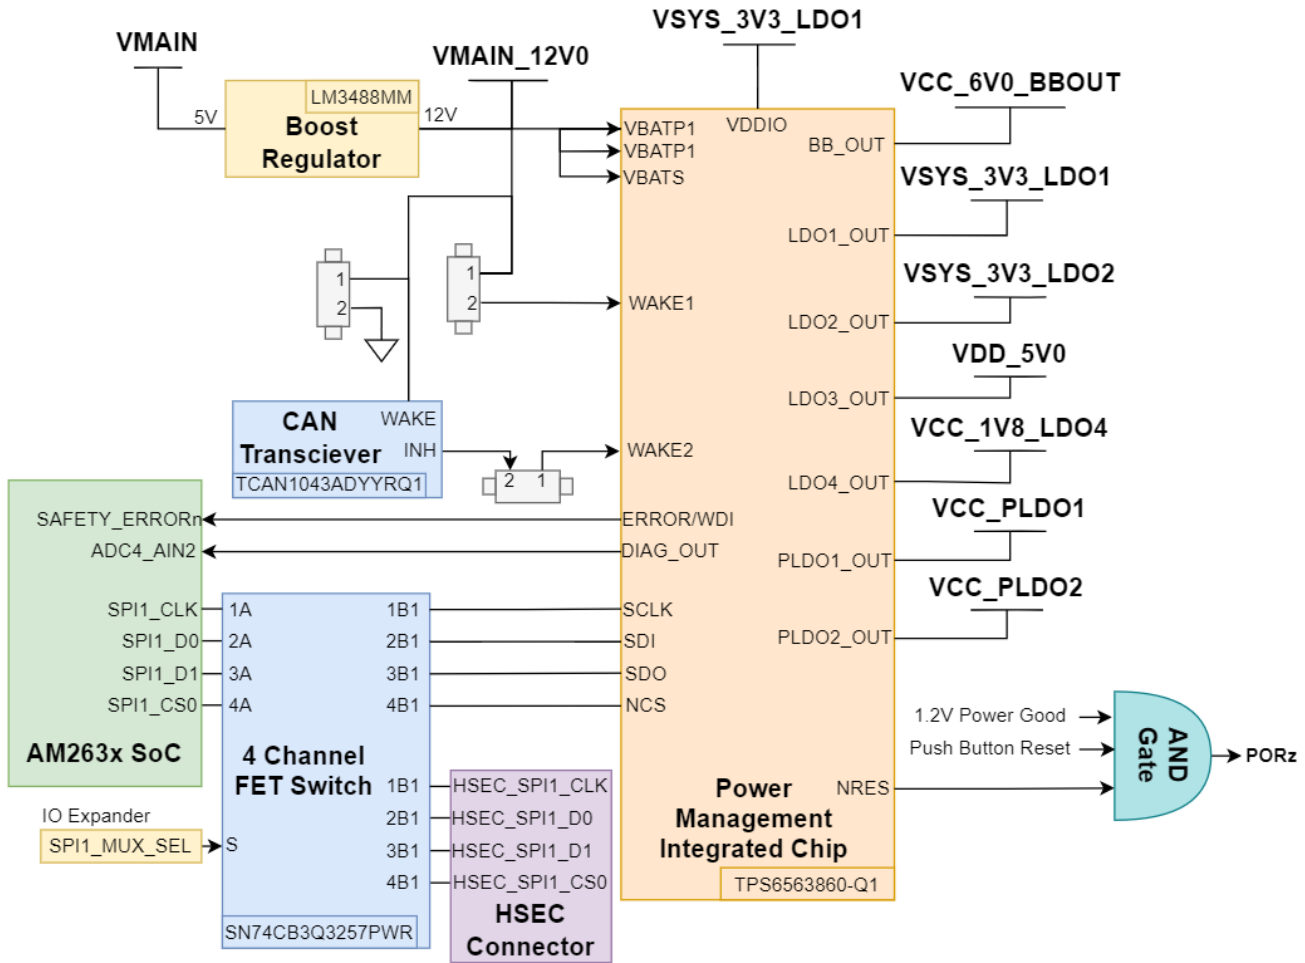 VSYS_3V3_LDO1
VMAIN
VMAIN_12V0
VCC_6V0_BBOUT
LM3488MM
5V
Boost
Regulator
12V
VDDIO
VBATP1
VBATP1
VBATS
BB_OUT
VSYS_3V3_LDO1
LDO1_OUT
1
2
1
2
WAKE1
VSYS_3V3_LDO2
LDO2_OUT
VDD_5V0
LDO3_OUT
CAN
Transciever
WAKE
INH
TCAN1043ADYYRQ1
2
1
WAKE2
VCC_1V8_LDO4
LDO4_OUT
SAFETY_ERRORn
ERROR/WDI
ADC4_AIN2
DIAG_OUT
VCC_PLDO1
PLDO1_OUT
VCC_PLDO2
PLDO2_OUT
SPI1_CLK
1A
1B1
SCLK
SPI1_D0
2A
2B1
SDI
SPI1_D1
3A
3B1
SDO
SPI1_CS0
4A
4B1
NCS
AM263x SoC
4 Channel
FET Switch
1B1
HSEC_SPI1_CLK
2B1
HSEC_SPI1_D0
3B1
HSEC_SPI1_D1
4B1
HSEC_SPI1_CS0
IO Expander
SPI1_MUX_SEL
S
SN74CB3Q3257PWR
HSEC
Connector
Power
Management
Integrated Chip
TPS6563860-Q1
NRES
1.2V Power Good
Push Button Reset
AND
Gate
PORz